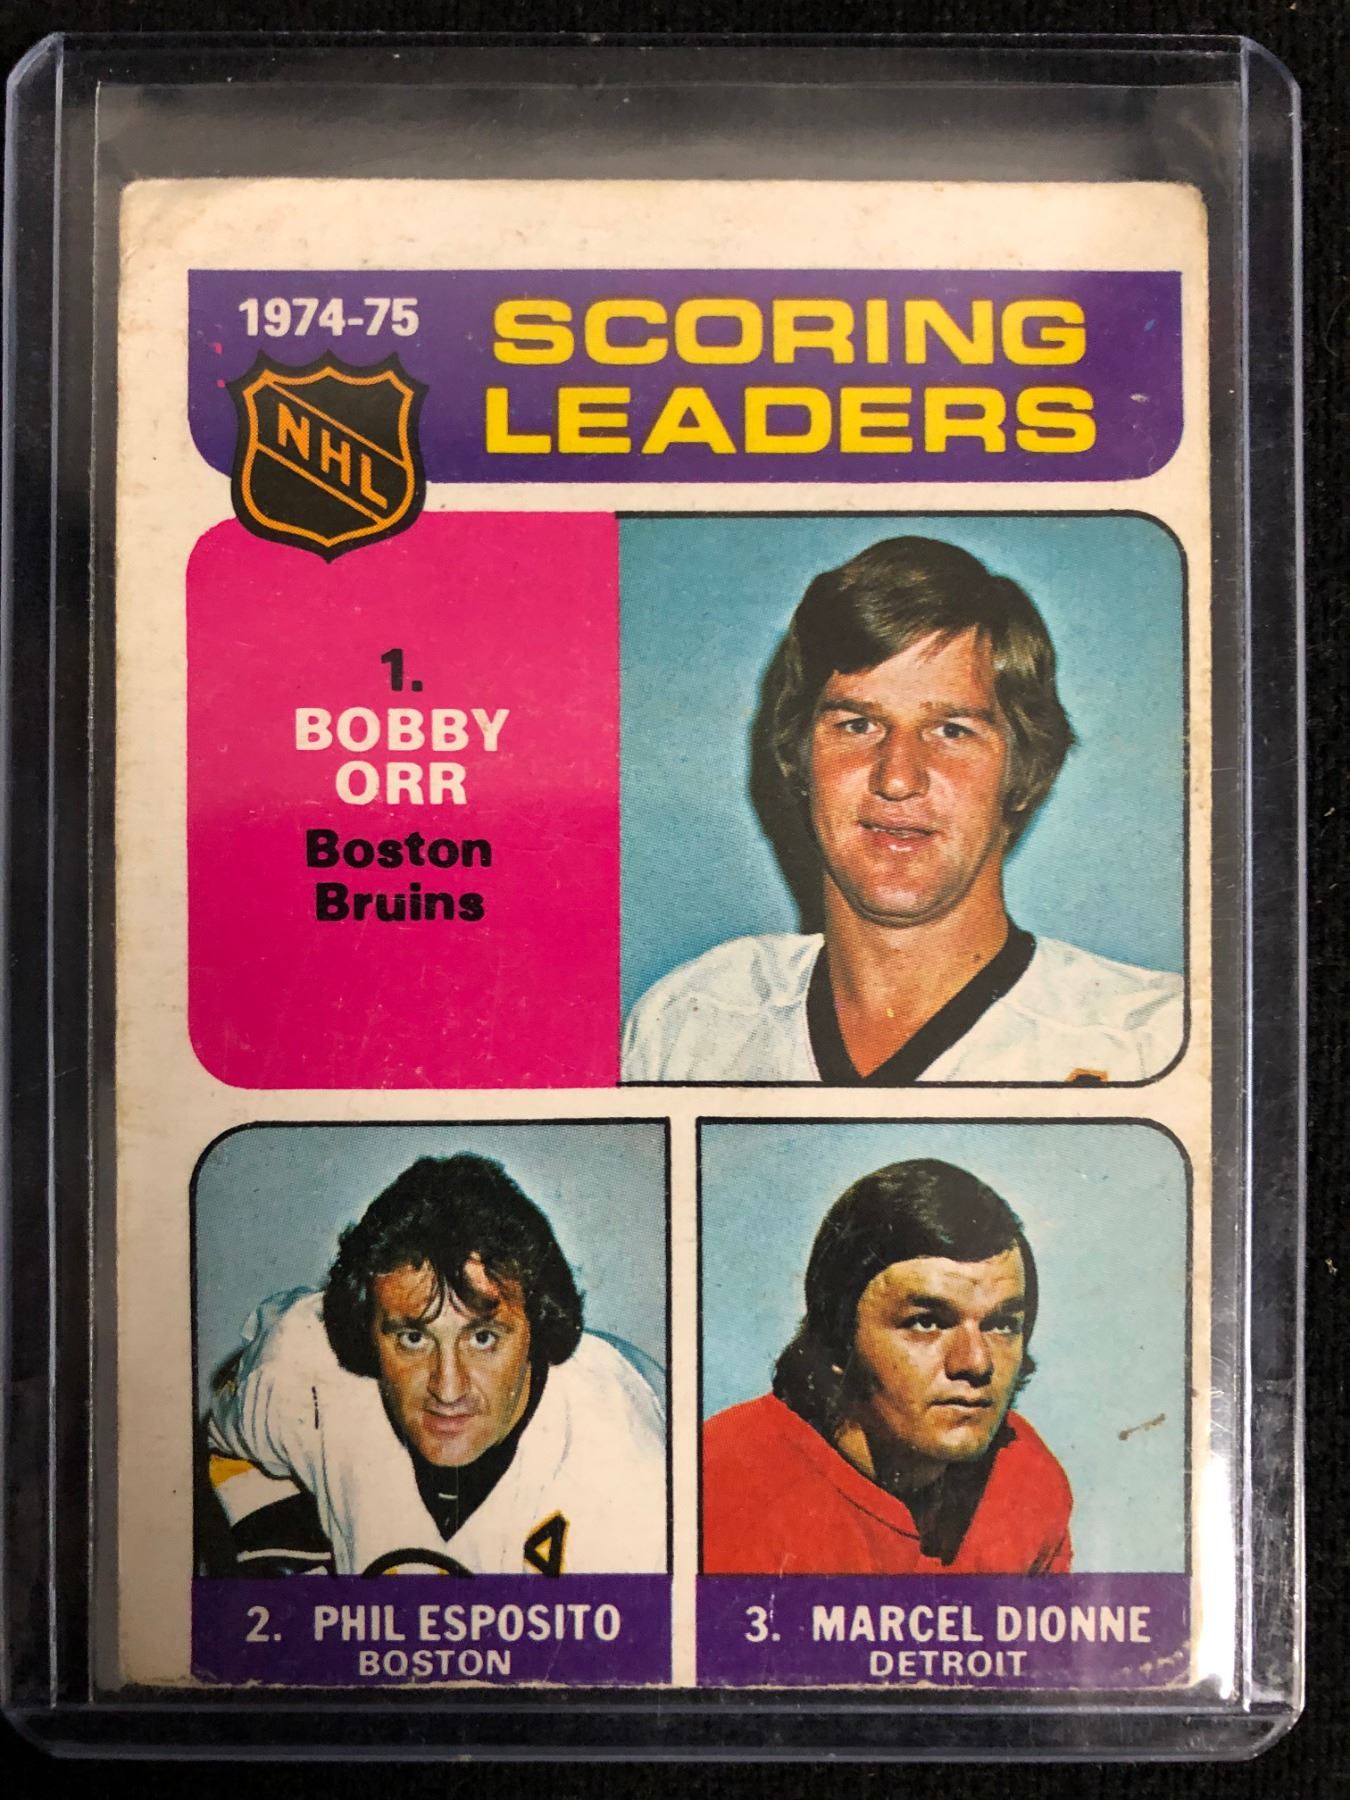 1974-75
SCORING
LEADERS
NHL
1.
BOBBY
ORR
Boston
Bruins
2. PHIL ESPOSITO
BOSTON
3. MARCEL DIONNE
DETROIT